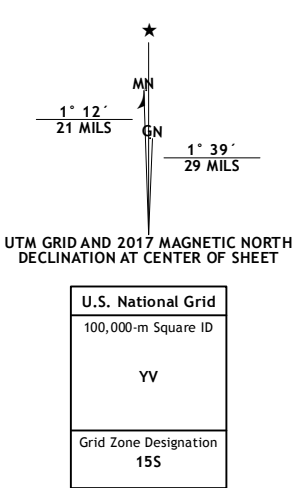 ★
MN
1° 12´
21 MILS
GN
1° 39´
29 MILS
UTM GRID AND 2017 MAGNETIC NORTH
DECLINATION AT CENTER OF SHEET
U.S. National Grid
100,000-m Square ID
YV
Grid Zone Designation
15S